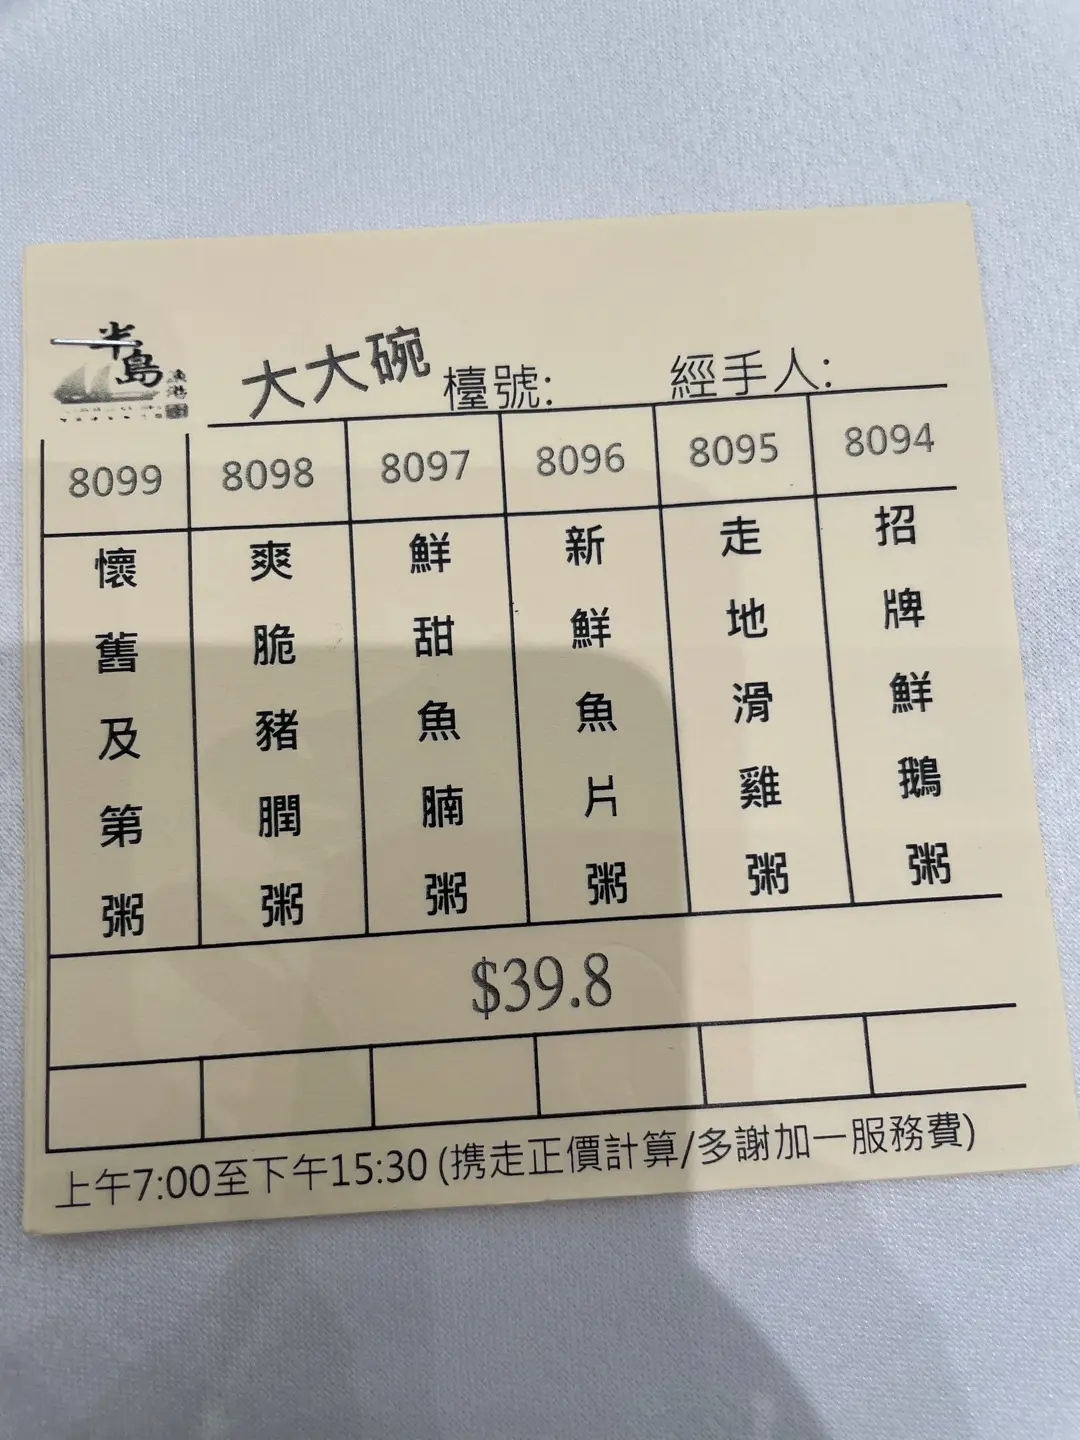 半島
漁港
大大碗 檯號: 經手人:
8099 8098 8097 8096 8095 8094
懷舊及第粥
爽脆豬膶粥
鮮甜魚腩粥
新鮮魚片粥
走地滑雞粥
招牌鮮鵝粥
$39.8
上午7:00至下午15:30 (携走正價計算/多謝加一服務費)